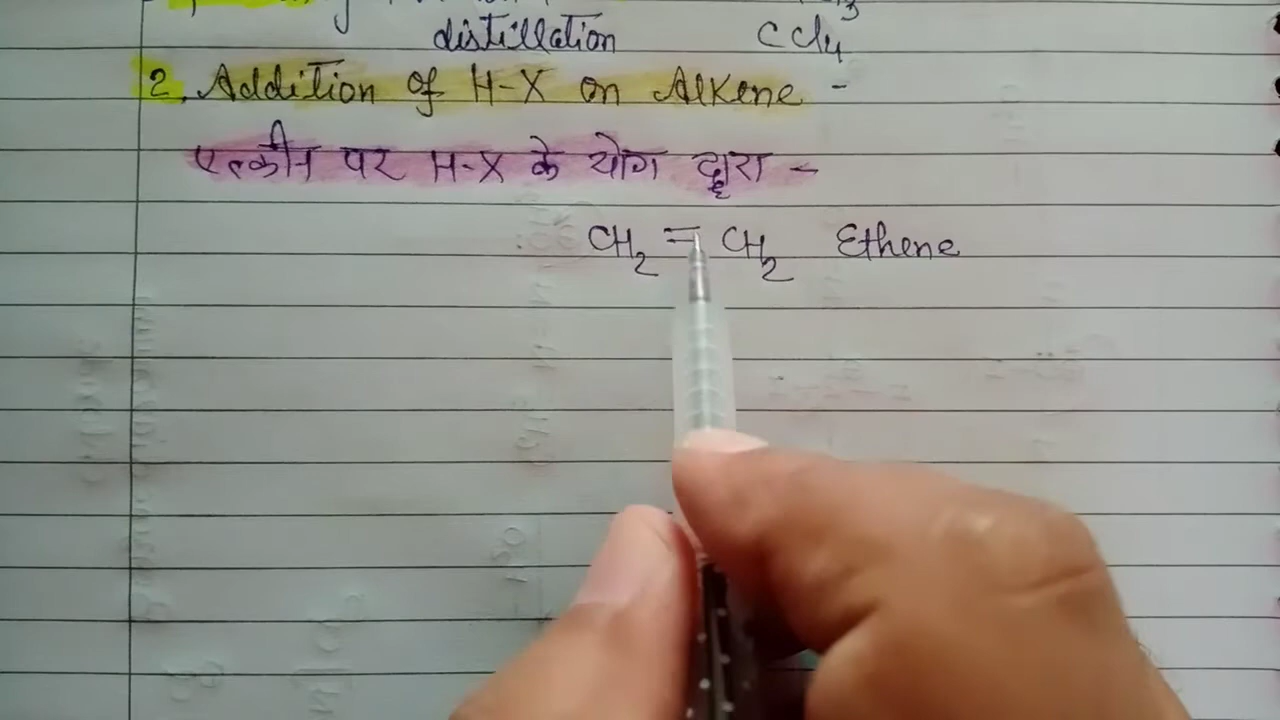 distillation CCl4
2. Addition of H-X on Alkene -
एल्कीन पर H-X के योग द्वारा -
CH2 = CH2 Ethene